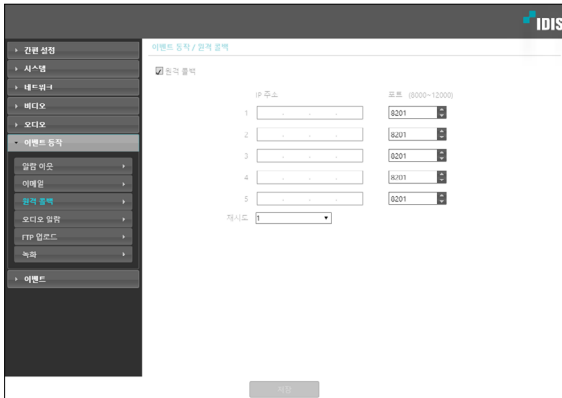 IDIS
간편 설정
시스템
네트워크
비디오
오디오
이벤트 동작
알람 아웃
이메일
원격 콜백
오디오 알람
FTP 업로드
녹화
이벤트
이벤트 동작 / 원격 콜백
원격 콜백
IP 주소 포트 (8000~12000)
1 . . . 8201
2 . . . 8201
3 . . . 8201
4 . . . 8201
5 . . . 8201
재시도 1
저장